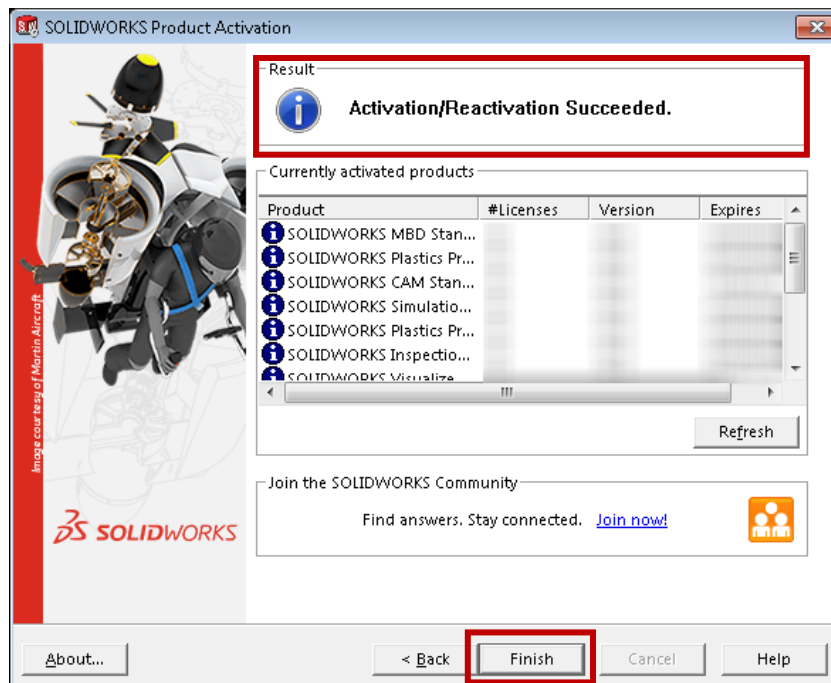 SOLIDWORKS Product Activation
Result
Activation/Reactivation Succeeded.
Currently activated products
Product #Licenses Version Expires
SOLIDWORKS MBD Stan...
SOLIDWORKS Plastics Pr...
SOLIDWORKS CAM Stan...
SOLIDWORKS Simulatio...
SOLIDWORKS Plastics Pr...
SOLIDWORKS Inspectio...
SOLIDWORKS Visualize
Refresh
Join the SOLIDWORKS Community
Find answers. Stay connected. Join now!
Image courtesy of Martin Aircraft
SOLIDWORKS
About... < Back Finish Cancel Help